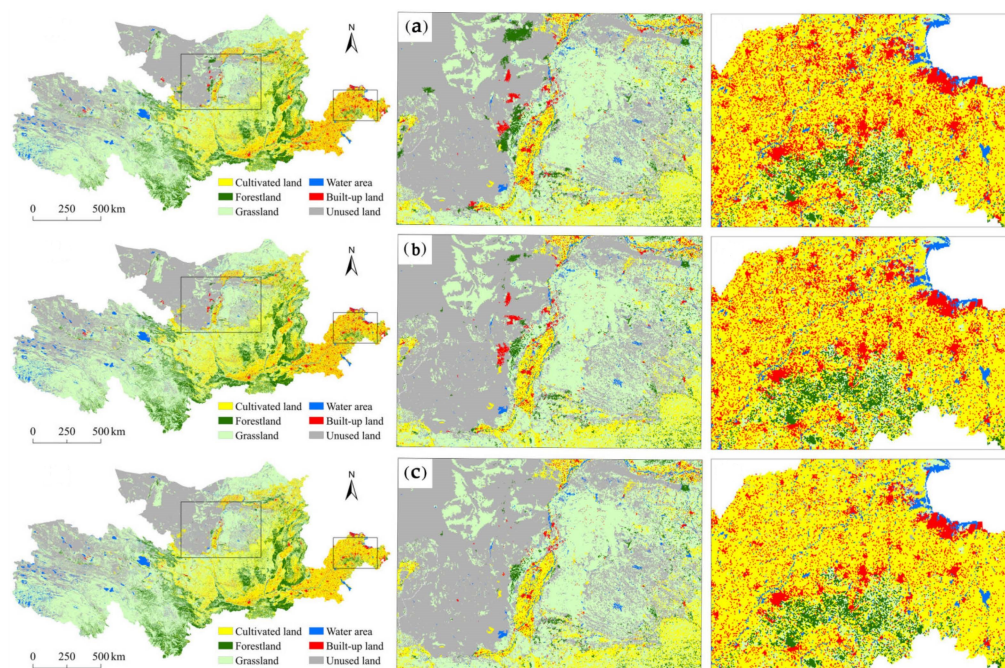 N
(a)
Cultivated land Water area
Forestland Built-up land
Grassland Unused land
0 250 500 km
N
(b)
Cultivated land Water area
Forestland Built-up land
Grassland Unused land
0 250 500 km
N
(c)
Cultivated land Water area
Forestland Built-up land
Grassland Unused land
0 250 500 km